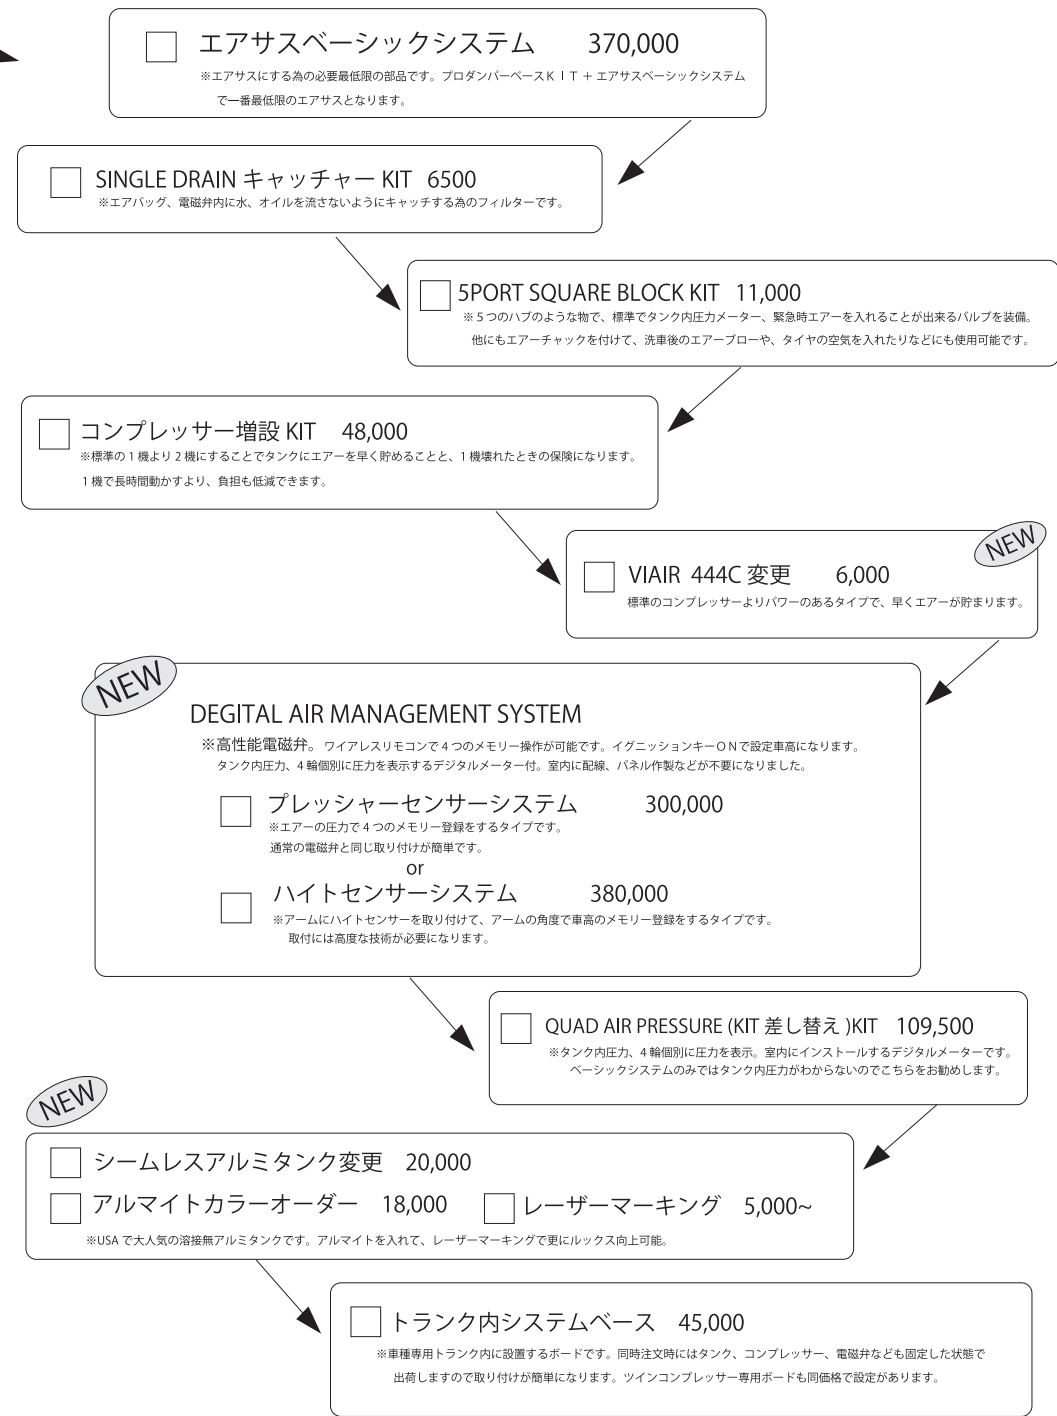 エアサスベーシックシステム 370,000
※エアサスにする為の必要最低限の部品です。プロダンパーベースＫＩＴ＋エアサスベーシックシステム
で一番最低限のエアサスとなります。
SINGLE DRAIN キャッチャー KIT 6500
※エアバッグ、電磁弁内に水、オイルを流さないようにキャッチする為のフィルターです。
5PORT SQUARE BLOCK KIT 11,000
※５つのハブのような物で、標準でタンク内圧力メーター、緊急時エアーを入れることが出来るバルブを装備。
他にもエアーチャックを付けて、洗車後のエアーブローや、タイヤの空気を入れたりなどにも使用可能です。
コンプレッサー増設 KIT 48,000
※標準の１機より２機にすることでタンクにエアーを早く貯めることと、１機壊れたときの保険になります。
１機で長時間動かすより、負担も低減できます。
NEW
VIAIR 444C 変更 6,000
標準のコンプレッサーよりパワーのあるタイプで、早くエアーが貯まります。
NEW
DEGITAL AIR MANAGEMENT SYSTEM
※高性能電磁弁。ワイアレスリモコンで４つのメモリー操作が可能です。イグニッションキーＯＮで設定車高になります。
タンク内圧力、４輪個別に圧力を表示するデジタルメーター付。室内に配線、パネル作製などが不要になりました。
プレッシャーセンサーシステム 300,000
※エアーの圧力で４つのメモリー登録をするタイプです。
通常の電磁弁と同じ取り付けが簡単です。
or
ハイトセンサーシステム 380,000
※アームにハイトセンサーを取り付けて、アームの角度で車高のメモリー登録をするタイプです。
取付には高度な技術が必要になります。
QUAD AIR PRESSURE (KIT 差し替え )KIT 109,500
※タンク内圧力、４輪個別に圧力を表示。室内にインストールするデジタルメーターです。
ベーシックシステムのみではタンク内圧力がわからないのでこちらをお勧めします。
NEW
シームレスアルミタンク変更 20,000
アルマイトカラーオーダー 18,000 レーザーマーキング 5,000~
※USA で大人気の溶接無アルミタンクです。アルマイトを入れて、レーザーマーキングで更にルックス向上可能。
トランク内システムベース 45,000
※車種専用トランク内に設置するボードです。同時注文時にはタンク、コンプレッサー、電磁弁なども固定した状態で
出荷しますので取り付けが簡単になります。ツインコンプレッサー専用ボードも同価格で設定があります。